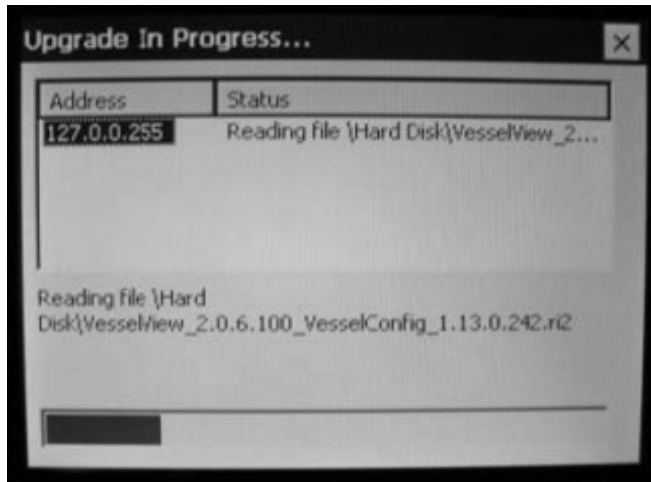 Upgrade In Progress...
Address Status
127.0.0.255 Reading file \Hard Disk\VesselView_2...
Reading file \Hard
Disk\VesselView_2.0.6.100_VesselConfig_1.13.0.242.ri2